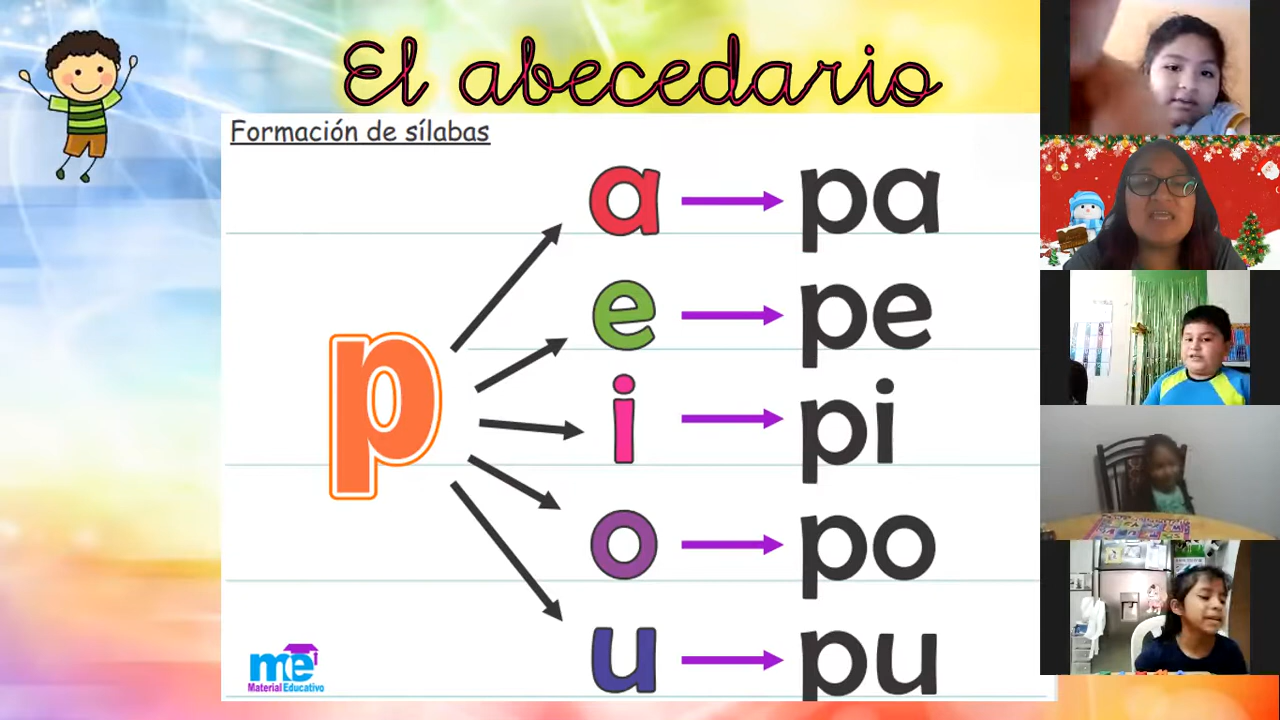 El abecedario
Formación de sílabas
a → pa
e → pe
p
i → pi
o → po
u → pu
me
Material Educativo